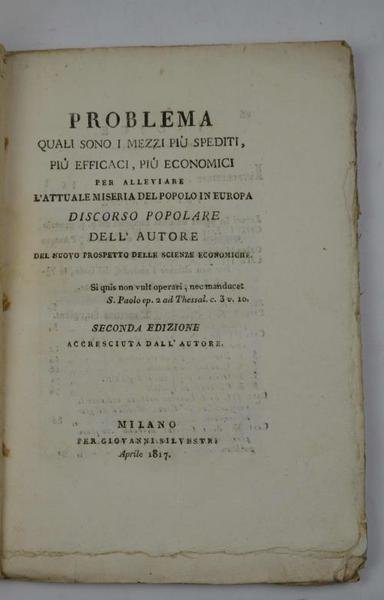 PROBLEMA
QUALI SONO I MEZZI PIÙ SPEDITI,
PIÙ EFFICACI, PIÙ ECONOMICI
PER ALLEVIARE
L'ATTUALE MISERIA DEL POPOLO IN EUROPA
DISCORSO POPOLARE
DELL' AUTORE
DEL NUOVO PROSPETTO DELLE SCIENZE ECONOMICHE.
Si quis non vult operari, nec manducet
S. Paolo ep. 2 ad Thessal. c. 3 v. 10.
SECONDA EDIZIONE
ACCRESCIUTA DALL' AUTORE.
MILANO
PER GIOVANNI SILVESTRI
Aprile 1817.